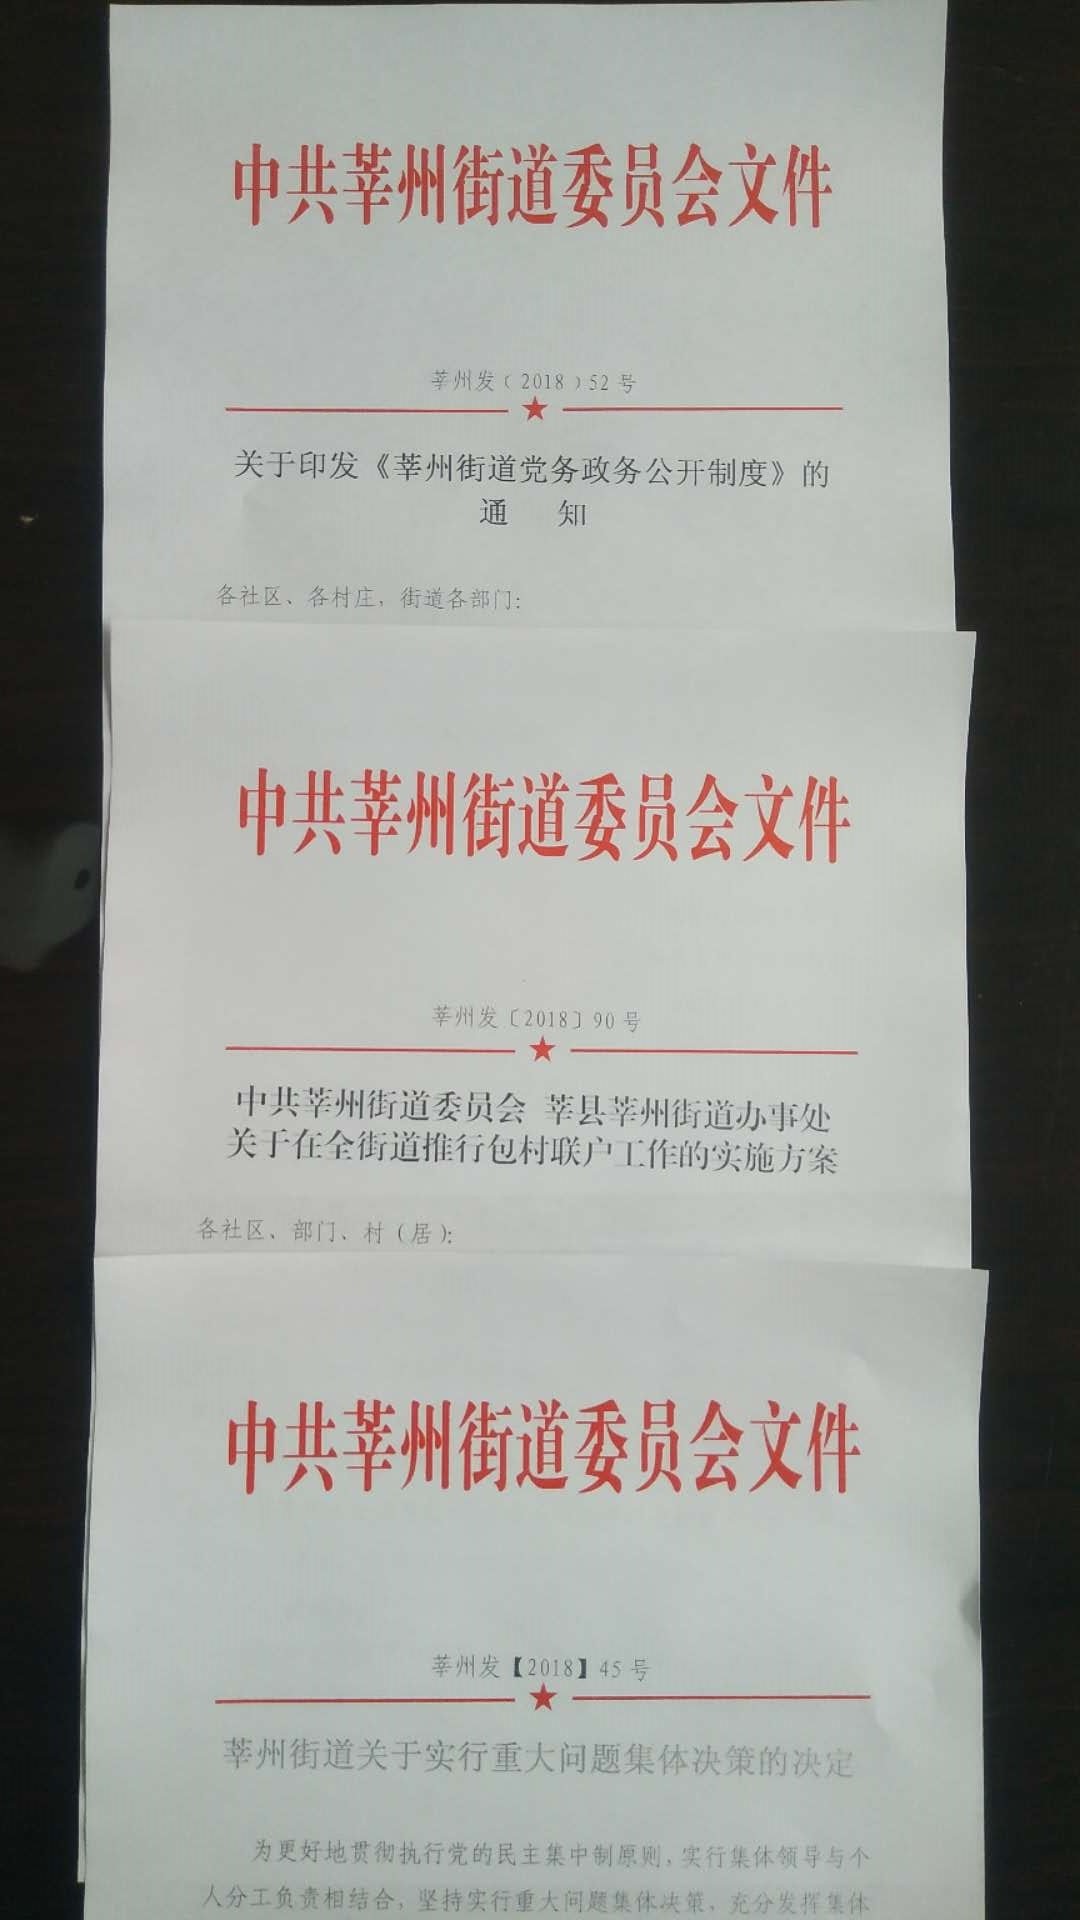 中共莘州街道委员会文件
莘州发﹙2018﹚52 号
关于印发《莘州街道党务政务公开制度》的
通 知
各社区、各村庄，街道各部门：
中共莘州街道委员会文件
莘州发〔2018〕90 号
中共莘州街道委员会 莘县莘州街道办事处
关于在全街道推行包村联户工作的实施方案
各社区、部门、村（居）：
中共莘州街道委员会文件
莘州发【2018】45 号
莘州街道关于实行重大问题集体决策的决定
为更好地贯彻执行党的民主集中制原则，实行集体领导与个
人分工负责相结合，坚持实行重大问题集体决策，充分发挥集体